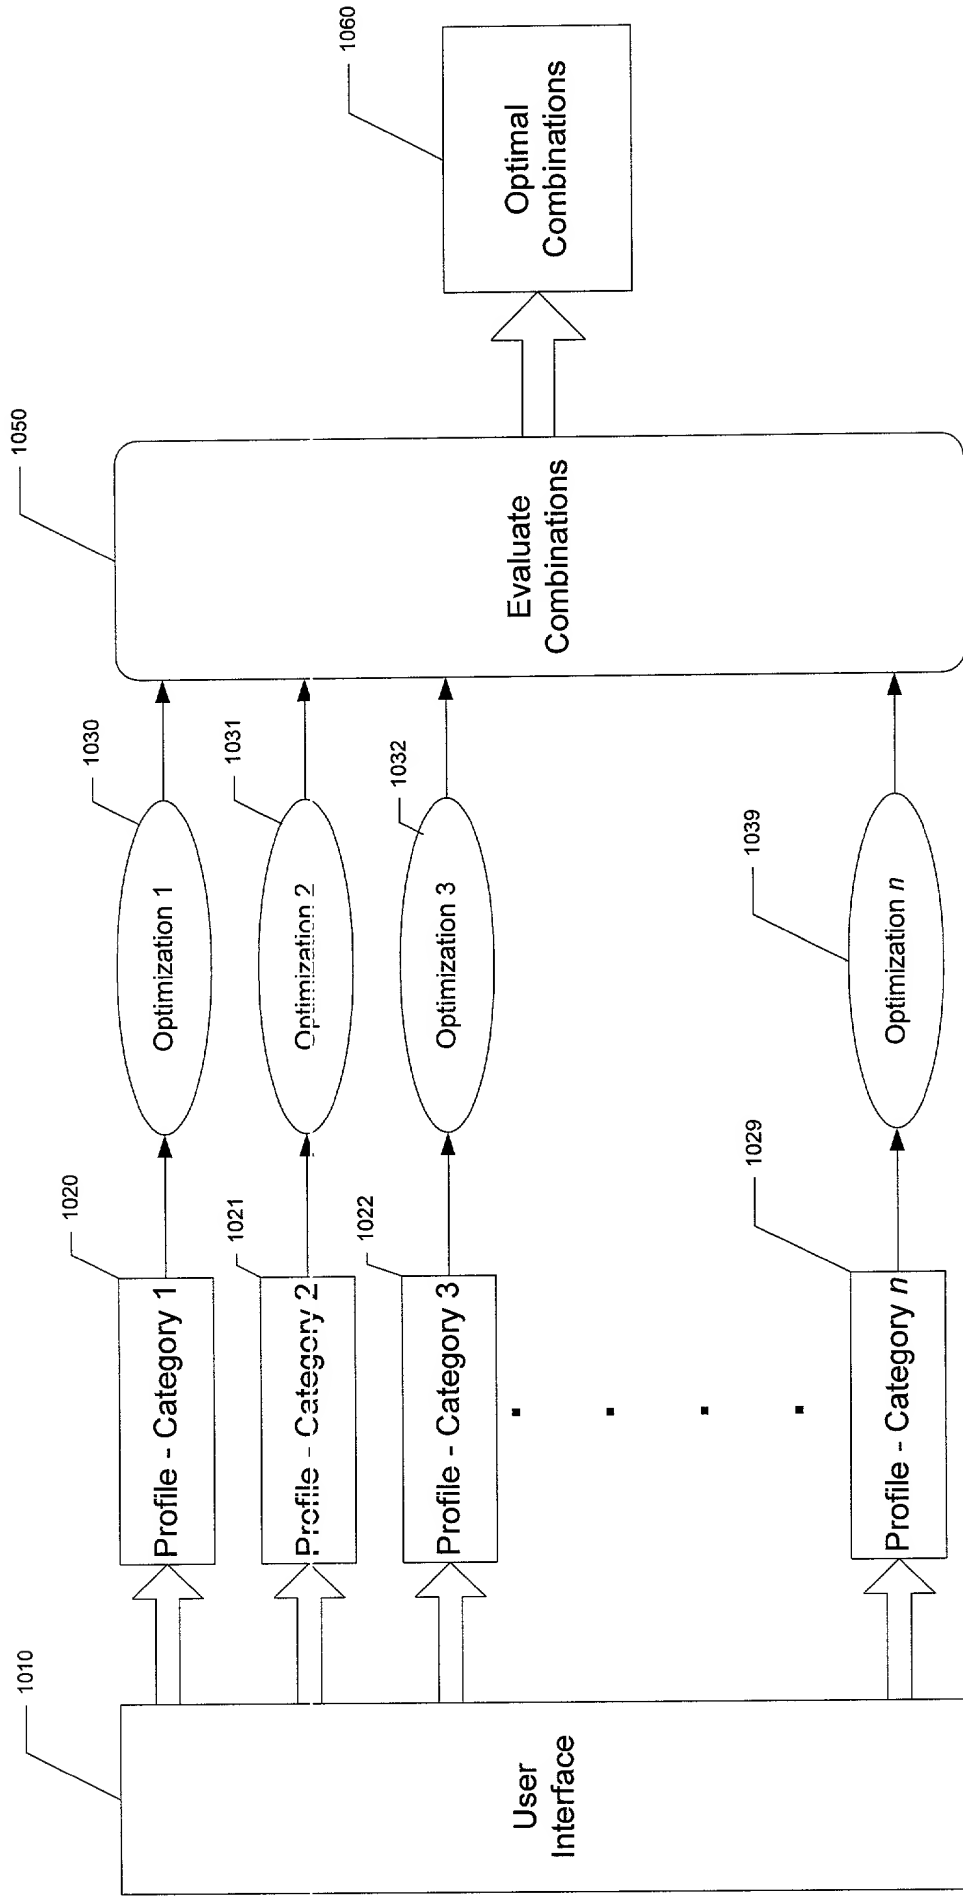 1010
User
Interface
1020
Profile - Category 1
1021
Profile - Category 2
1022
Profile - Category 3
1029
Profile - Category n
1030
Optimization 1
1031
Optimization 2
1032
Optimization 3
1039
Optimization n
1050
Evaluate
Combinations
1060
Optimal
Combinations